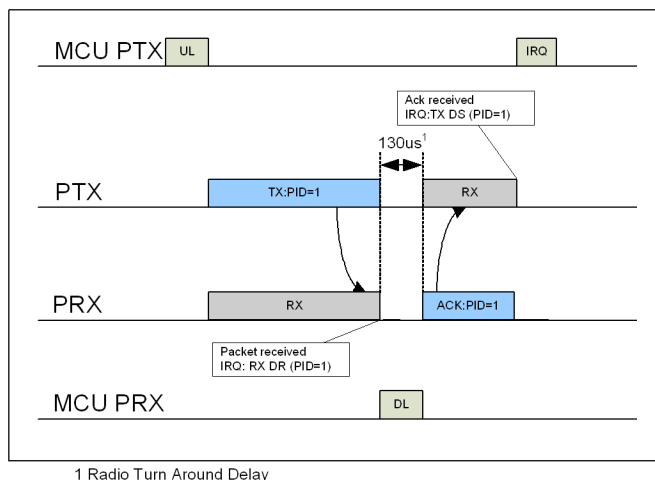 MCU PTX
UL
IRQ
Ack received
IRQ:TX DS (PID=1)
130us1
PTX
TX:PID=1
RX
PRX
RX
ACK:PID=1
Packet received
IRQ: RX DR (PID=1)
MCU PRX
DL
1 Radio Turn Around Delay